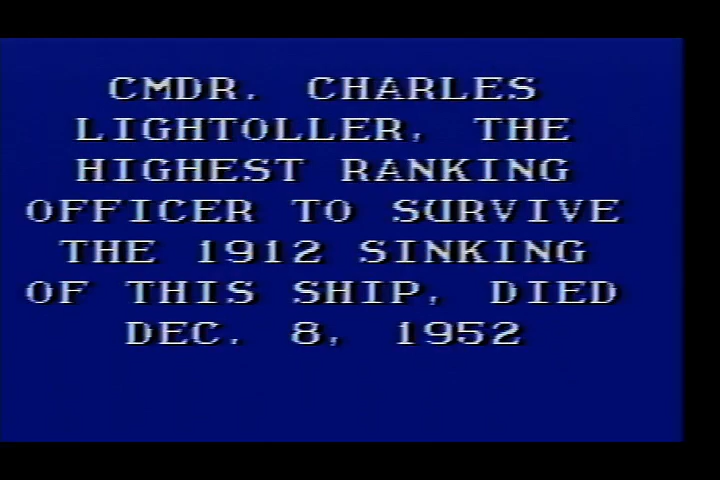 CMDR. CHARLES
LIGHTOLLER, THE
HIGHEST RANKING
OFFICER TO SURVIVE
THE 1912 SINKING
OF THIS SHIP, DIED
DEC. 8, 1952